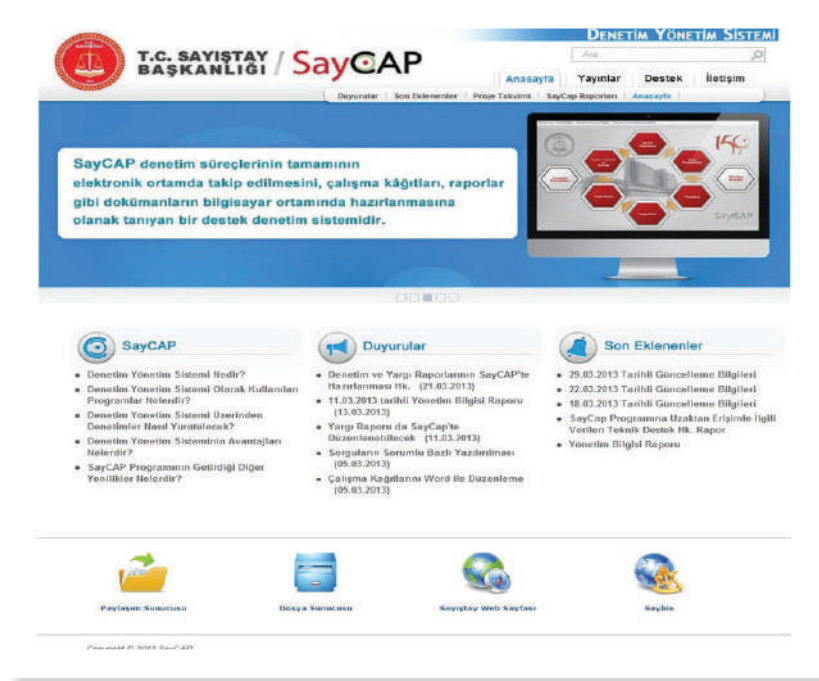 DENETİM YÖNETİM SİSTEMİ
T.C. SAYIŞTAY
BAŞKANLIĞI / SayCAP
Ara
Anasayfa Yayınlar Destek İletişim
Duyurular Son Eklenenler Proje Takvimi SayCap Raporları Anasayfa
SayCAP denetim süreçlerinin tamamının
elektronik ortamda takip edilmesini, çalışma kâğıtları, raporlar
gibi dokümanların bilgisayar ortamında hazırlanmasına
olanak tanıyan bir destek denetim sistemidir.
150
SayCAP
SayCAP
Denetim Yönetim Sistemi Nedir?
Denetim Yönetim Sistemi Olarak Kullanılan
Programlar Nelerdir?
Denetim Yönetim Sistemi Üzerinden
Denetimler Nasıl Yürütülecek?
Denetim Yönetim Sisteminin Avantajları
Nelerdir?
SayCAP Programının Getirdiği Diğer
Yenilikler Nelerdir?
Duyurular
Denetim ve Yargı Raporlarının SayCAP'te
Hazırlanması Hk. (21.03.2013)
11.03.2013 tarihli Yönetim Bilgisi Raporu
(13.03.2013)
Yargı Raporu da SayCap'te
Düzenlenebilecek (11.03.2013)
Sorguların Sorumlu Bazlı Yazdırılması
(05.03.2013)
Çalışma Kağıtlarını Word ile Düzenleme
(05.03.2013)
Son Eklenenler
29.03.2013 Tarihli Güncelleme Bilgileri
22.03.2013 Tarihli Güncelleme Bilgileri
18.03.2013 Tarihli Güncelleme Bilgileri
SayCap Programına Uzaktan Erişimle İlgili
Verilen Teknik Destek Hk. Rapor
Yönetim Bilgisi Raporu
Paylaşım Sunucusu
Dosya Sunucusu
Sayıştay Web Sayfası
Saybis